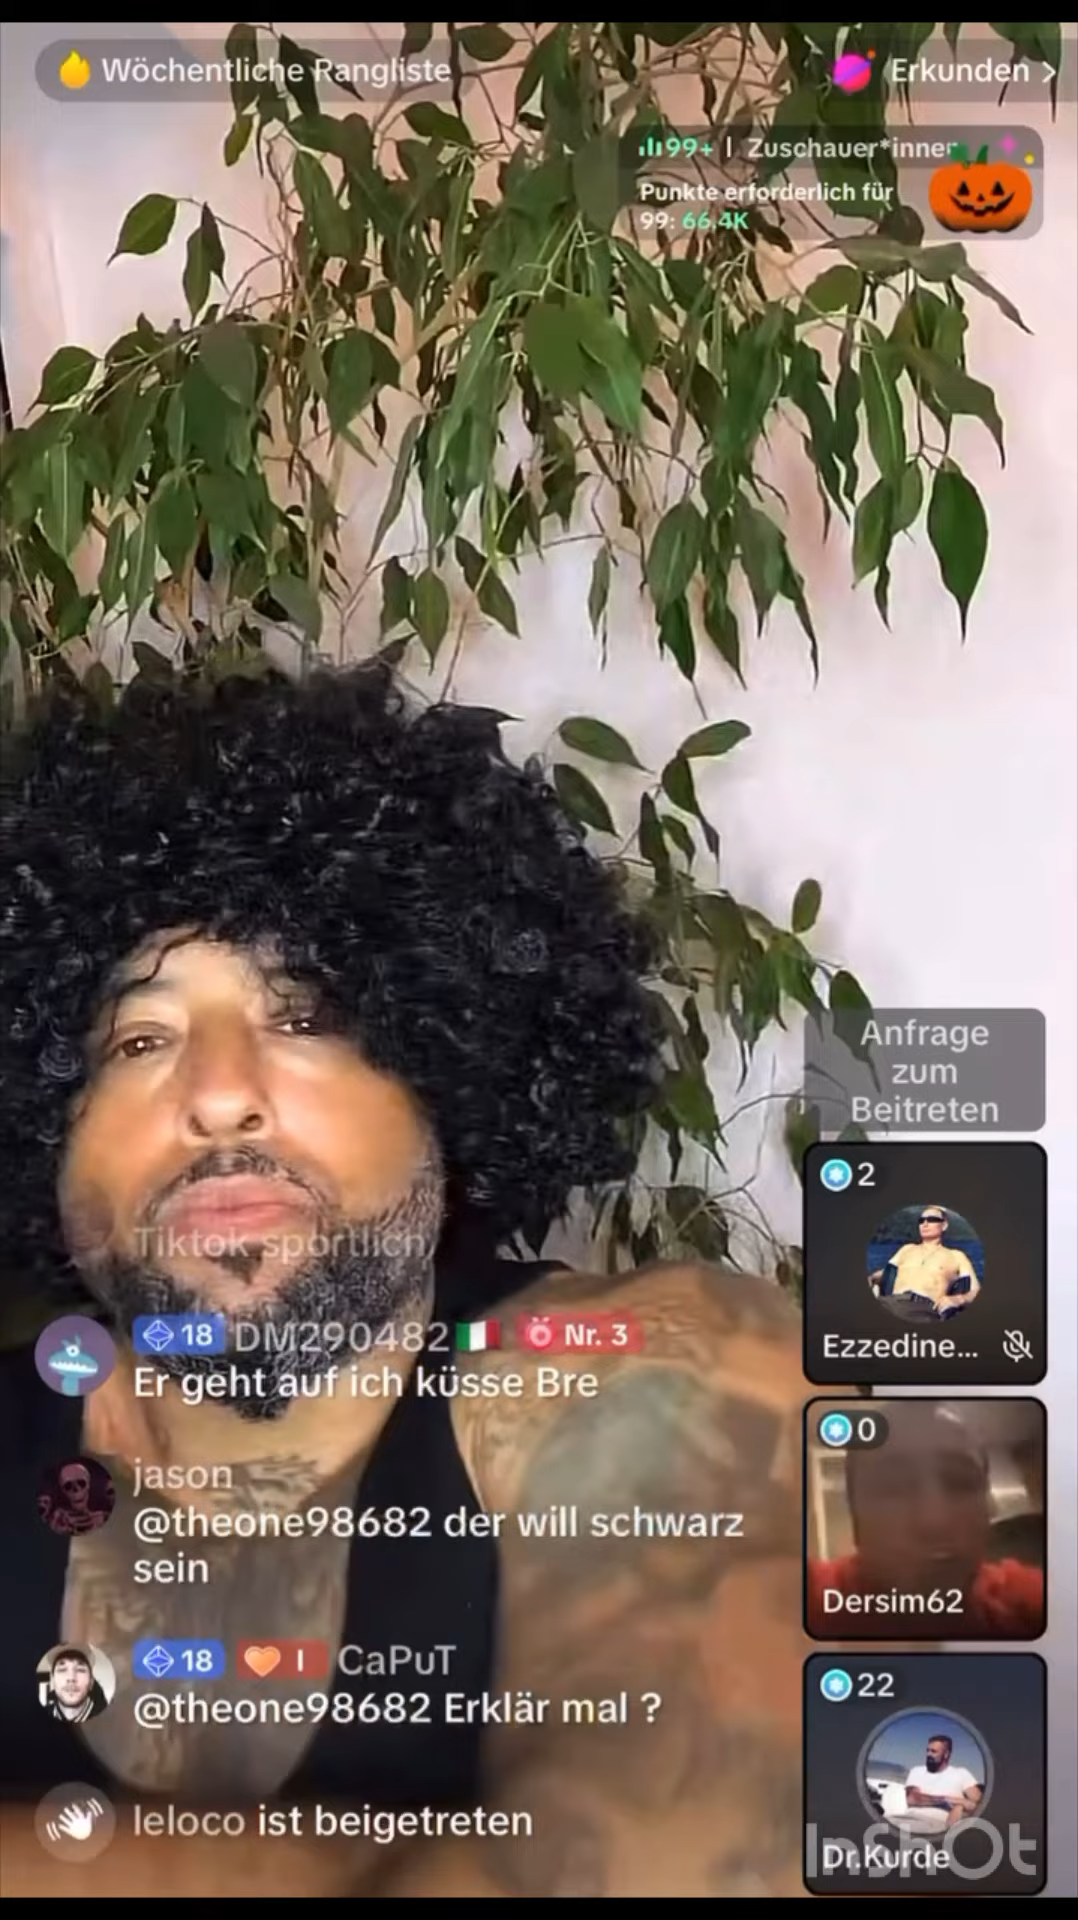 Wöchentliche Rangliste
Erkunden >
99+ | Zuschauer*innen
Punkte erforderlich für
99: 66,4K
Anfrage
zum
Beitreten
2
Ezzedine...
0
Dersim62
22
Dr.Kurde
Tiktok sportlich
18 DM290482🇮🇹 Nr. 3
Er geht auf ich küsse Bre
jason
@theone98682 der will schwarz
sein
18 I CaPuT
@theone98682 Erklär mal ?
leloco ist beigetreten
InShOt